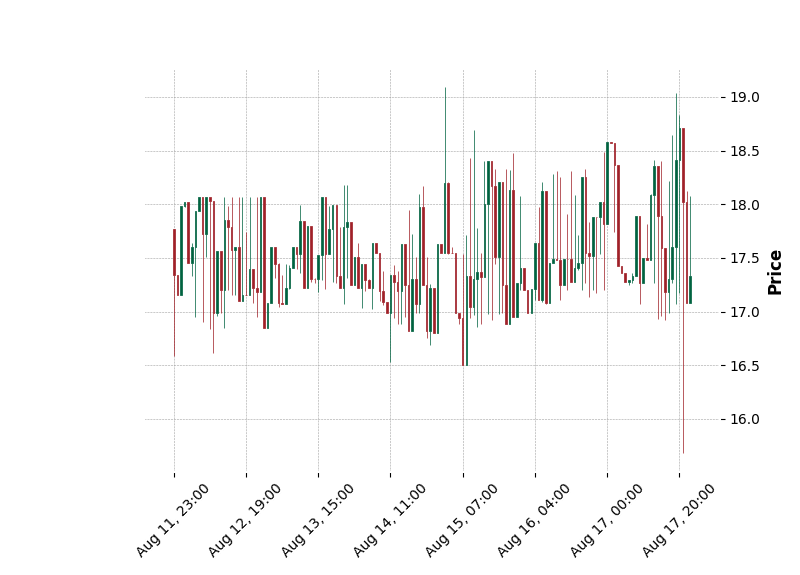 19.0
18.5
18.0
17.5
17.0
16.5
16.0
Price
Aug 11, 23:00
Aug 12, 19:00
Aug 13, 15:00
Aug 14, 11:00
Aug 15, 07:00
Aug 16, 04:00
Aug 17, 00:00
Aug 17, 20:00